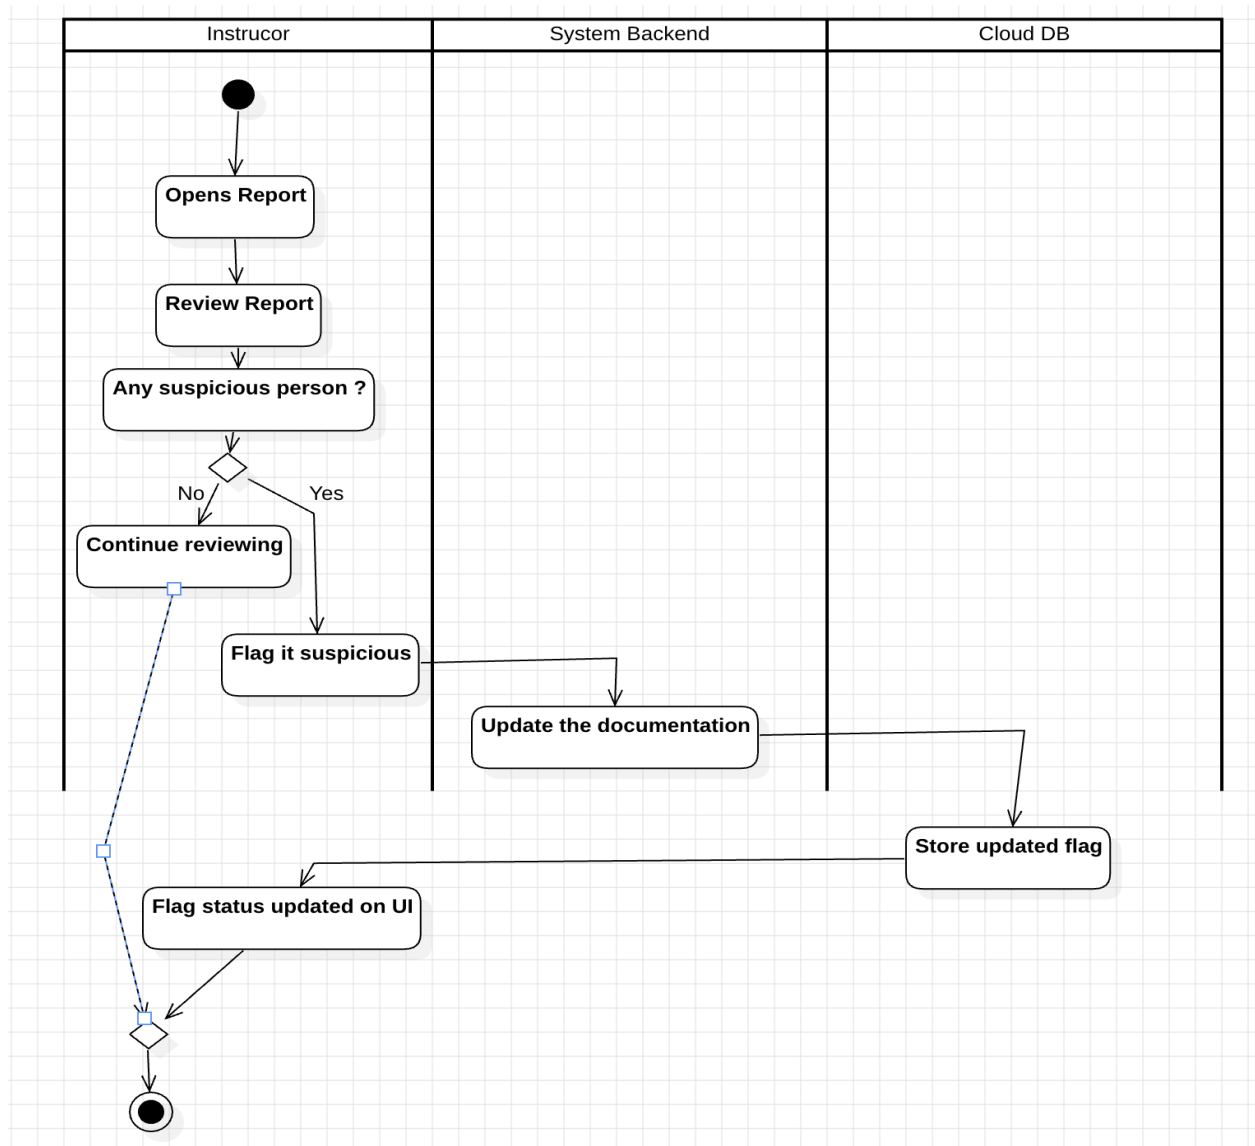 Instrucor
System Backend
Cloud DB
Opens Report
Review Report
Any suspicious person ?
No
Yes
Continue reviewing
Flag it suspicious
Update the documentation
Store updated flag
Flag status updated on UI